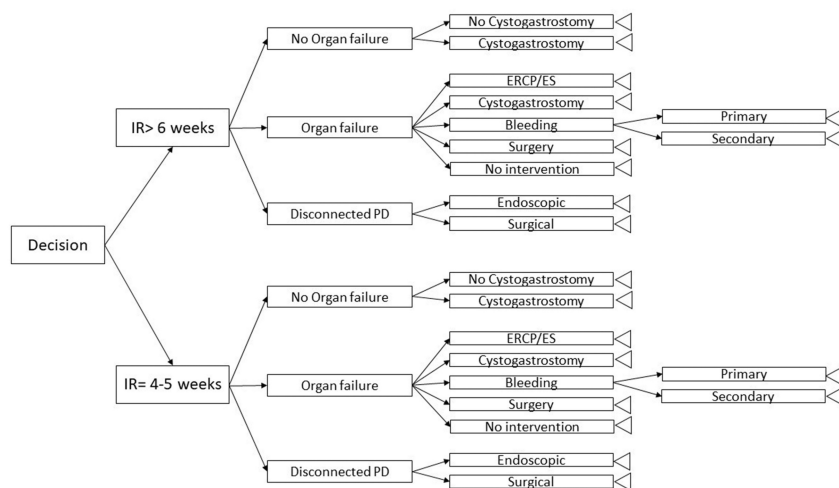 No Cystogastrostomy
No Organ failure
Cystogastrostomy
ERCP/ES
Cystogastrostomy
Primary
IR> 6 weeks
Organ failure
Bleeding
Secondary
Surgery
No intervention
Endoscopic
Disconnected PD
Surgical
Decision
No Cystogastrostomy
No Organ failure
Cystogastrostomy
ERCP/ES
Cystogastrostomy
Primary
IR= 4-5 weeks
Organ failure
Bleeding
Secondary
Surgery
No intervention
Endoscopic
Disconnected PD
Surgical